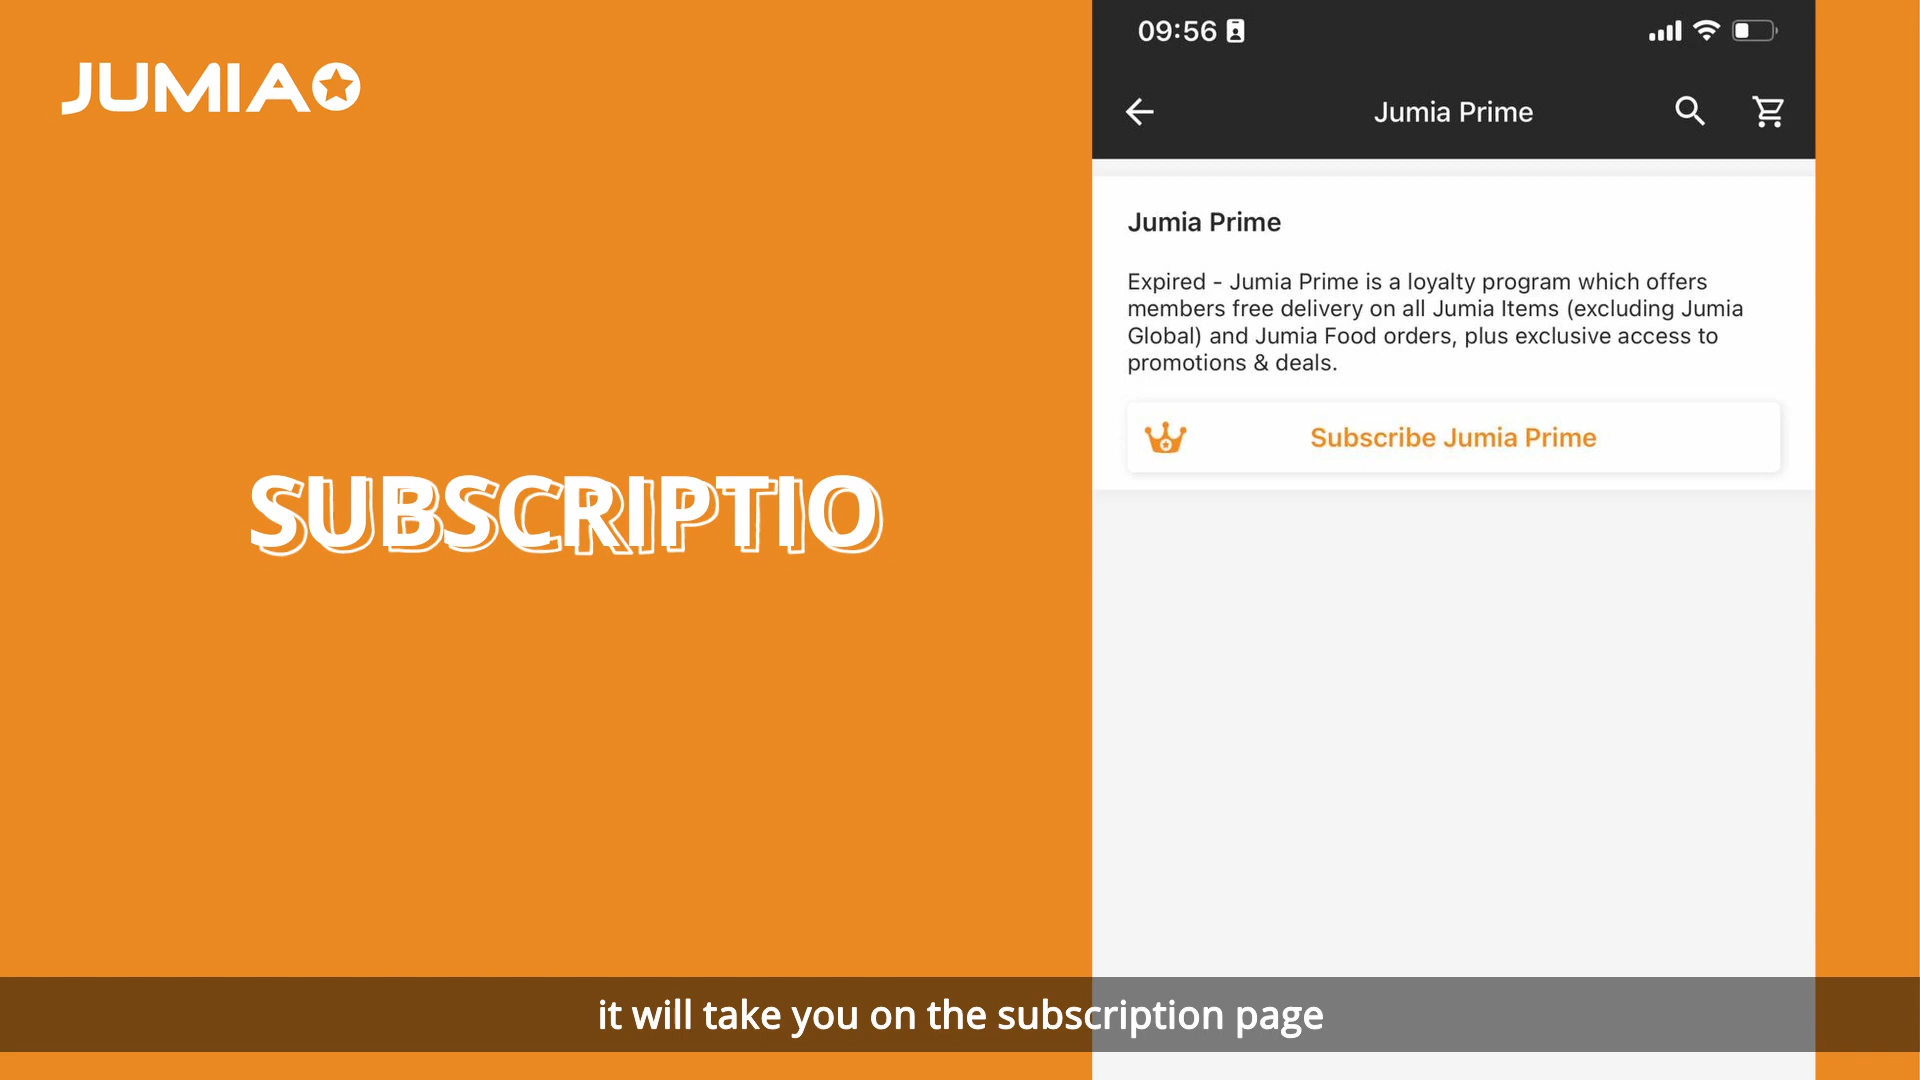 JUMIA
SUBSCRIPTIO
09:56
Jumia Prime
Jumia Prime
Expired - Jumia Prime is a loyalty program which offers
members free delivery on all Jumia Items (excluding Jumia
Global) and Jumia Food orders, plus exclusive access to
promotions & deals.
Subscribe Jumia Prime
it will take you on the subscription page